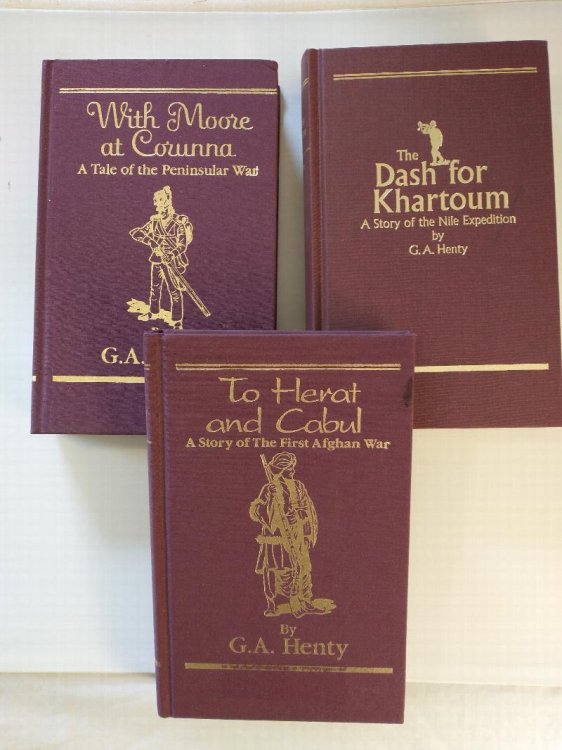 With Moore
at Corunna
A Tale of the Peninsular War
G.A.
The
Dash for
Khartoum
A Story of the Nile Expedition
by
G.A. Henty
To Herat
and Cabul
A Story of The First Afghan War
By
G.A. Henty